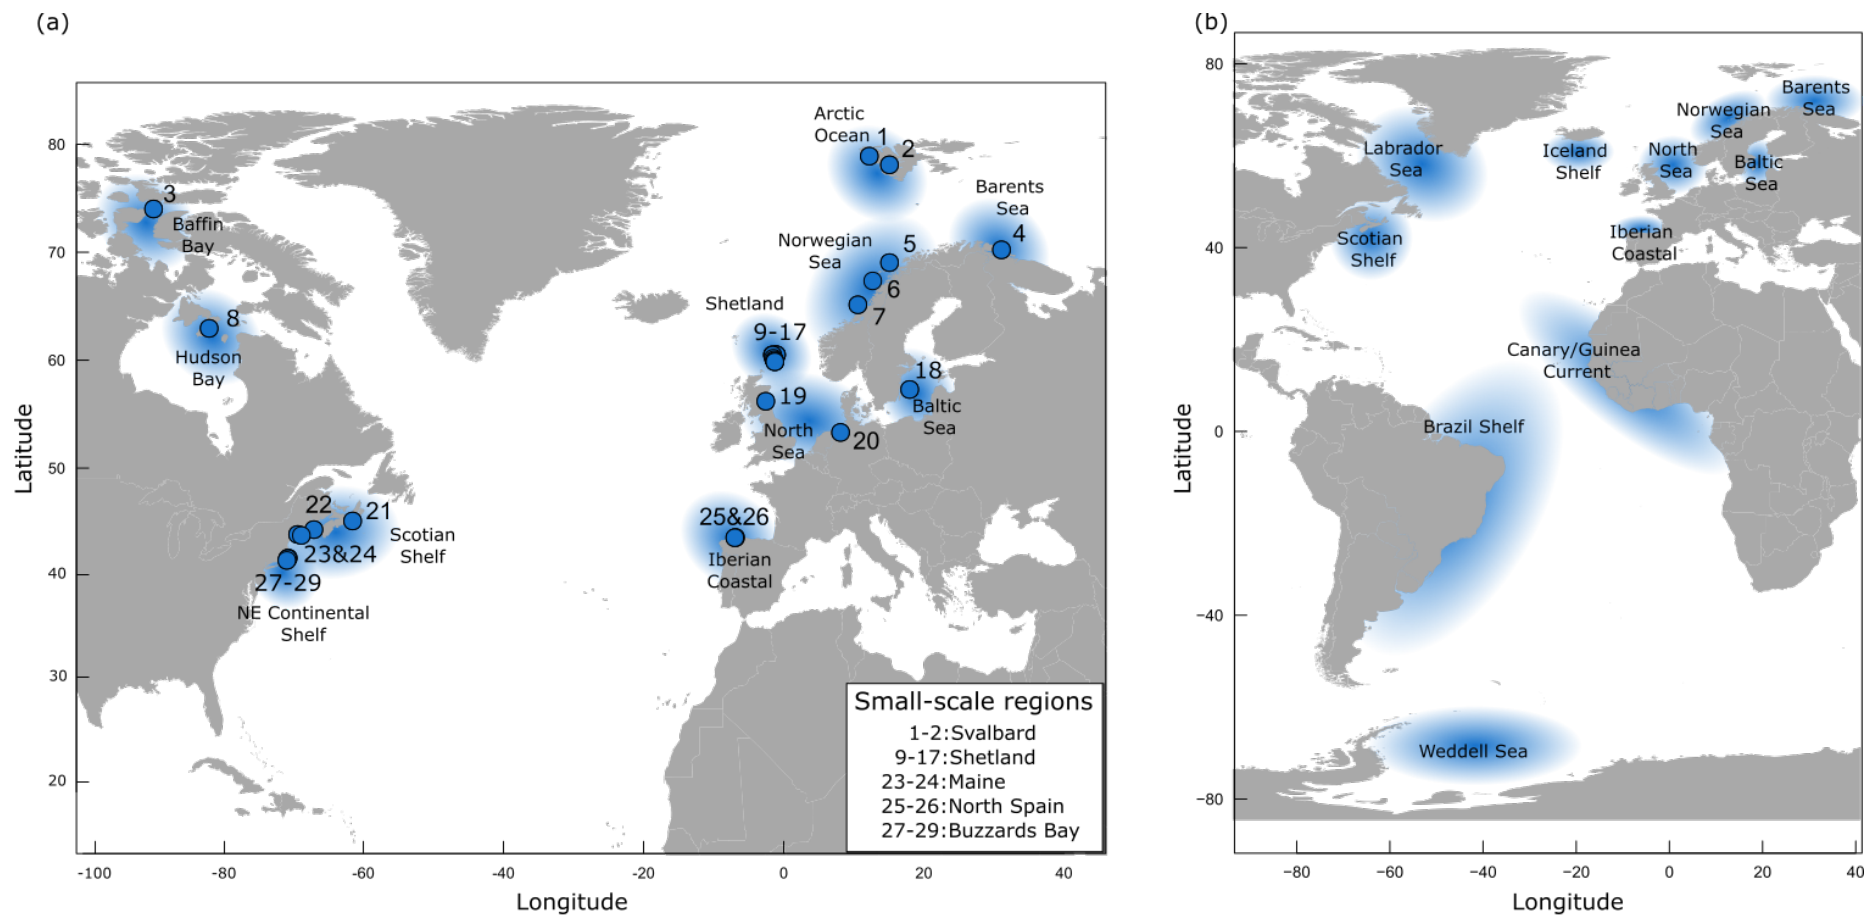 (a)
Arctic
Ocean
1
2
3
Baffin
Bay
Barents
Sea
4
Norwegian
Sea
5
6
7
8
Hudson
Bay
Shetland
9-17
18
Baltic
Sea
19
North
Sea
20
21
22
Scotian
Shelf
23&24
25&26
Iberian
Coastal
27-29
NE Continental
Shelf
Small-scale regions
1-2:Svalbard
9-17:Shetland
23-24:Maine
25-26:North Spain
27-29:Buzzards Bay
80
70
60
50
40
30
20
Latitude
-100
-80
-60
-40
-20
0
20
40
Longitude
(b)
Barents
Sea
Norwegian
Sea
Labrador
Sea
Iceland
Shelf
North
Sea
Baltic
Sea
Scotian
Shelf
Iberian
Coastal
Canary/Guinea
Current
Brazil Shelf
Weddell Sea
80
40
0
−40
−80
Latitude
−80
−60
−40
−20
0
20
40
Longitude